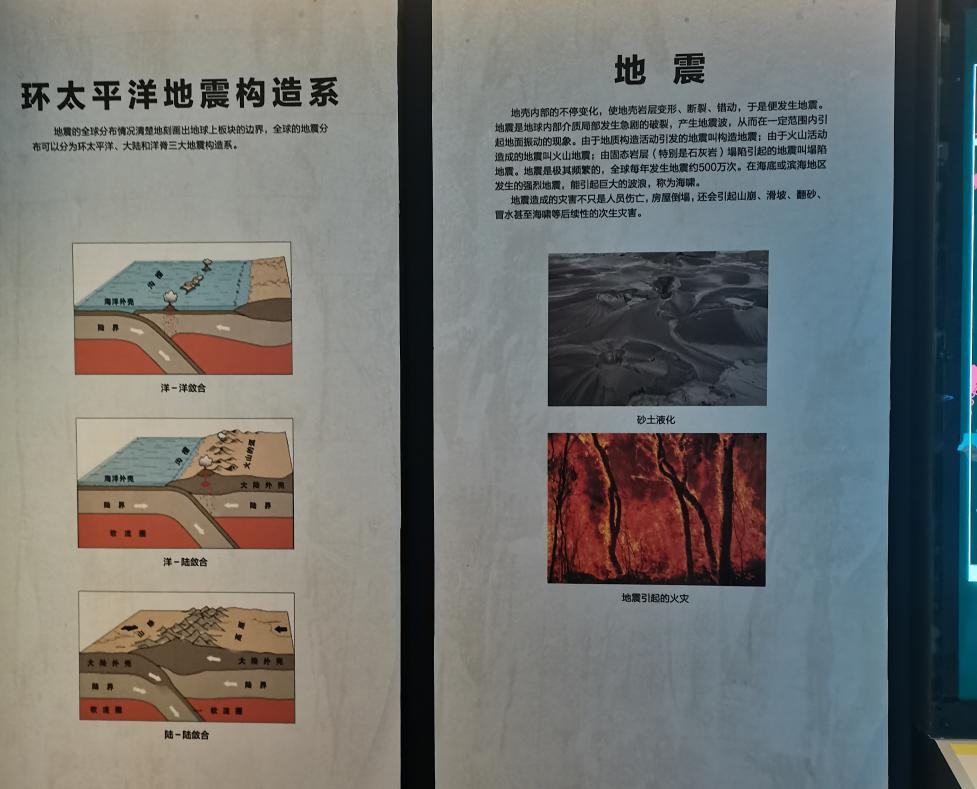 环太平洋地震构造系
地震的全球分布情况清楚地刻画出地球上板块的边界，全球的地震分
布可以分为环太平洋、大陆和洋脊三大地震构造系。
海沟
海洋外壳
陆界
洋－洋敛合
海沟
火山的弧
海洋外壳
大陆外壳
陆界
陆界
软流圈
洋－陆敛合
山脉
高原
大陆外壳
大陆外壳
陆界
陆界
软流圈
软流圈
陆－陆敛合
地震
地壳内部的不停变化，使地壳岩层变形、断裂、错动，于是便发生地震。
地震是地球内部介质局部发生急剧的破裂，产生地震波，从而在一定范围内引
起地面振动的现象。由于地质构造活动引发的地震叫构造地震；由于火山活动
造成的地震叫火山地震；由固态岩层（特别是石灰岩）塌陷引起的地震叫塌陷
地震。地震是极其频繁的，全球每年发生地震约500万次。在海底或滨海地区
发生的强烈地震，能引起巨大的波浪，称为海啸。
地震造成的灾害不只是人员伤亡，房屋倒塌，还会引起山崩、滑坡、翻砂、
冒水甚至海啸等后续性的次生灾害。
砂土液化
地震引起的火灾